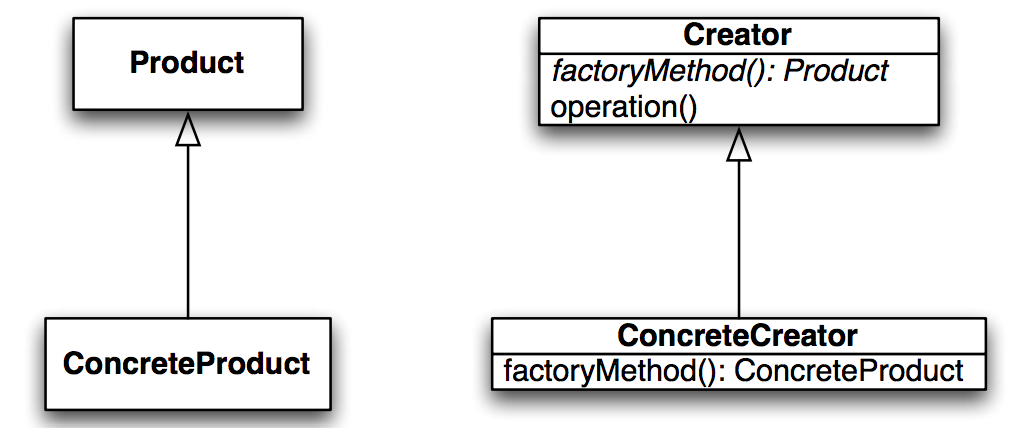 Product
Creator
factoryMethod(): Product
operation()
ConcreteProduct
ConcreteCreator
factoryMethod(): ConcreteProduct